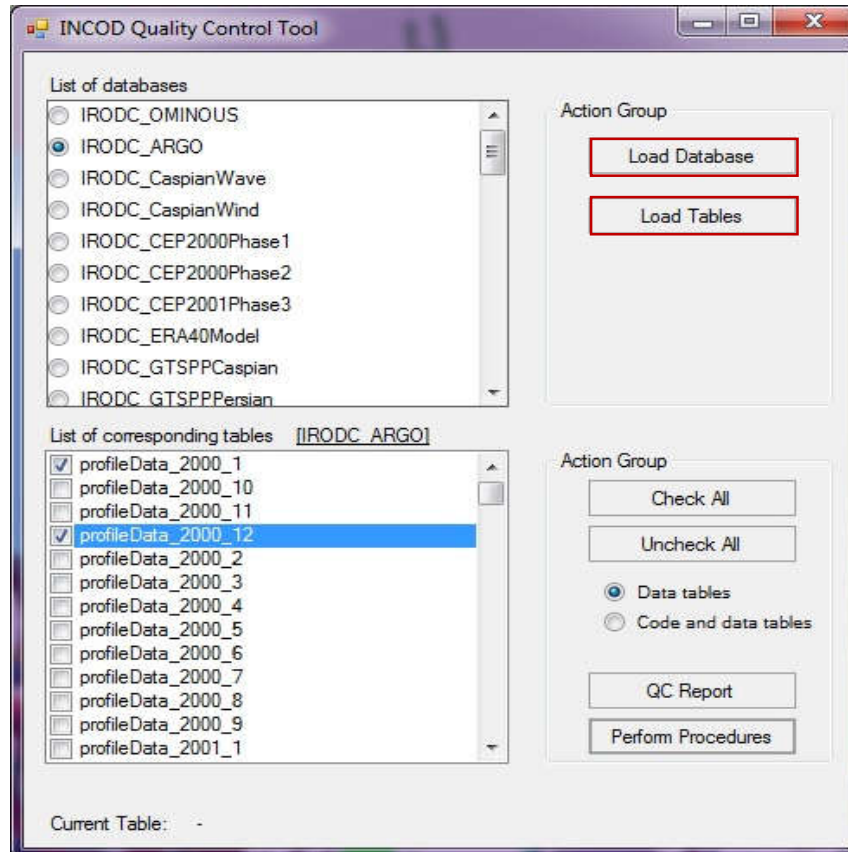 INCOD Quality Control Tool
List of databases
IRODC_OMINOUS
IRODC_ARGO
IRODC_CaspianWave
IRODC_CaspianWind
IRODC_CEP2000Phase1
IRODC_CEP2000Phase2
IRODC_CEP2001Phase3
IRODC_ERA40Model
IRODC_GTSPPCaspian
IRODC_GTSPPPersian
Action Group
Load Database
Load Tables
List of corresponding tables [IRODC_ARGO]
profileData_2000_1
profileData_2000_10
profileData_2000_11
profileData_2000_12
profileData_2000_2
profileData_2000_3
profileData_2000_4
profileData_2000_5
profileData_2000_6
profileData_2000_7
profileData_2000_8
profileData_2000_9
profileData_2001_1
Action Group
Check All
Uncheck All
Data tables
Code and data tables
QC Report
Perform Procedures
Current Table: -